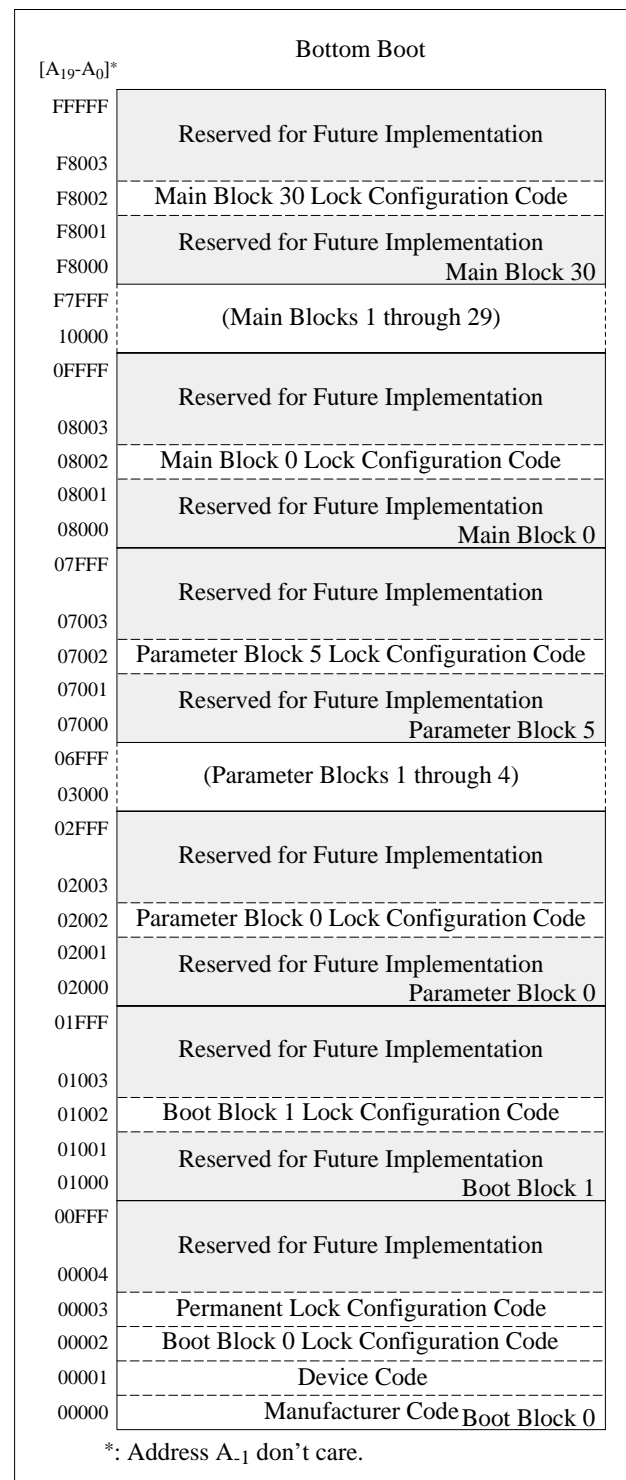 Bottom Boot
[A19-A0]*
FFFFF
Reserved for Future Implementation
F8003
F8002 Main Block 30 Lock Configuration Code
F8001
Reserved for Future Implementation
F8000
Main Block 30
F7FFF
(Main Blocks 1 through 29)
10000
0FFFF
Reserved for Future Implementation
08003
08002 Main Block 0 Lock Configuration Code
08001
Reserved for Future Implementation
08000
Main Block 0
07FFF
Reserved for Future Implementation
07003
07002 Parameter Block 5 Lock Configuration Code
07001
Reserved for Future Implementation
07000
Parameter Block 5
06FFF
(Parameter Blocks 1 through 4)
03000
02FFF
Reserved for Future Implementation
02003
02002 Parameter Block 0 Lock Configuration Code
02001
Reserved for Future Implementation
02000
Parameter Block 0
01FFF
Reserved for Future Implementation
01003
01002 Boot Block 1 Lock Configuration Code
01001
Reserved for Future Implementation
01000
Boot Block 1
00FFF
Reserved for Future Implementation
00004
00003 Permanent Lock Configuration Code
00002 Boot Block 0 Lock Configuration Code
00001 Device Code
00000 Manufacturer Code Boot Block 0
*: Address A-1 don't care.